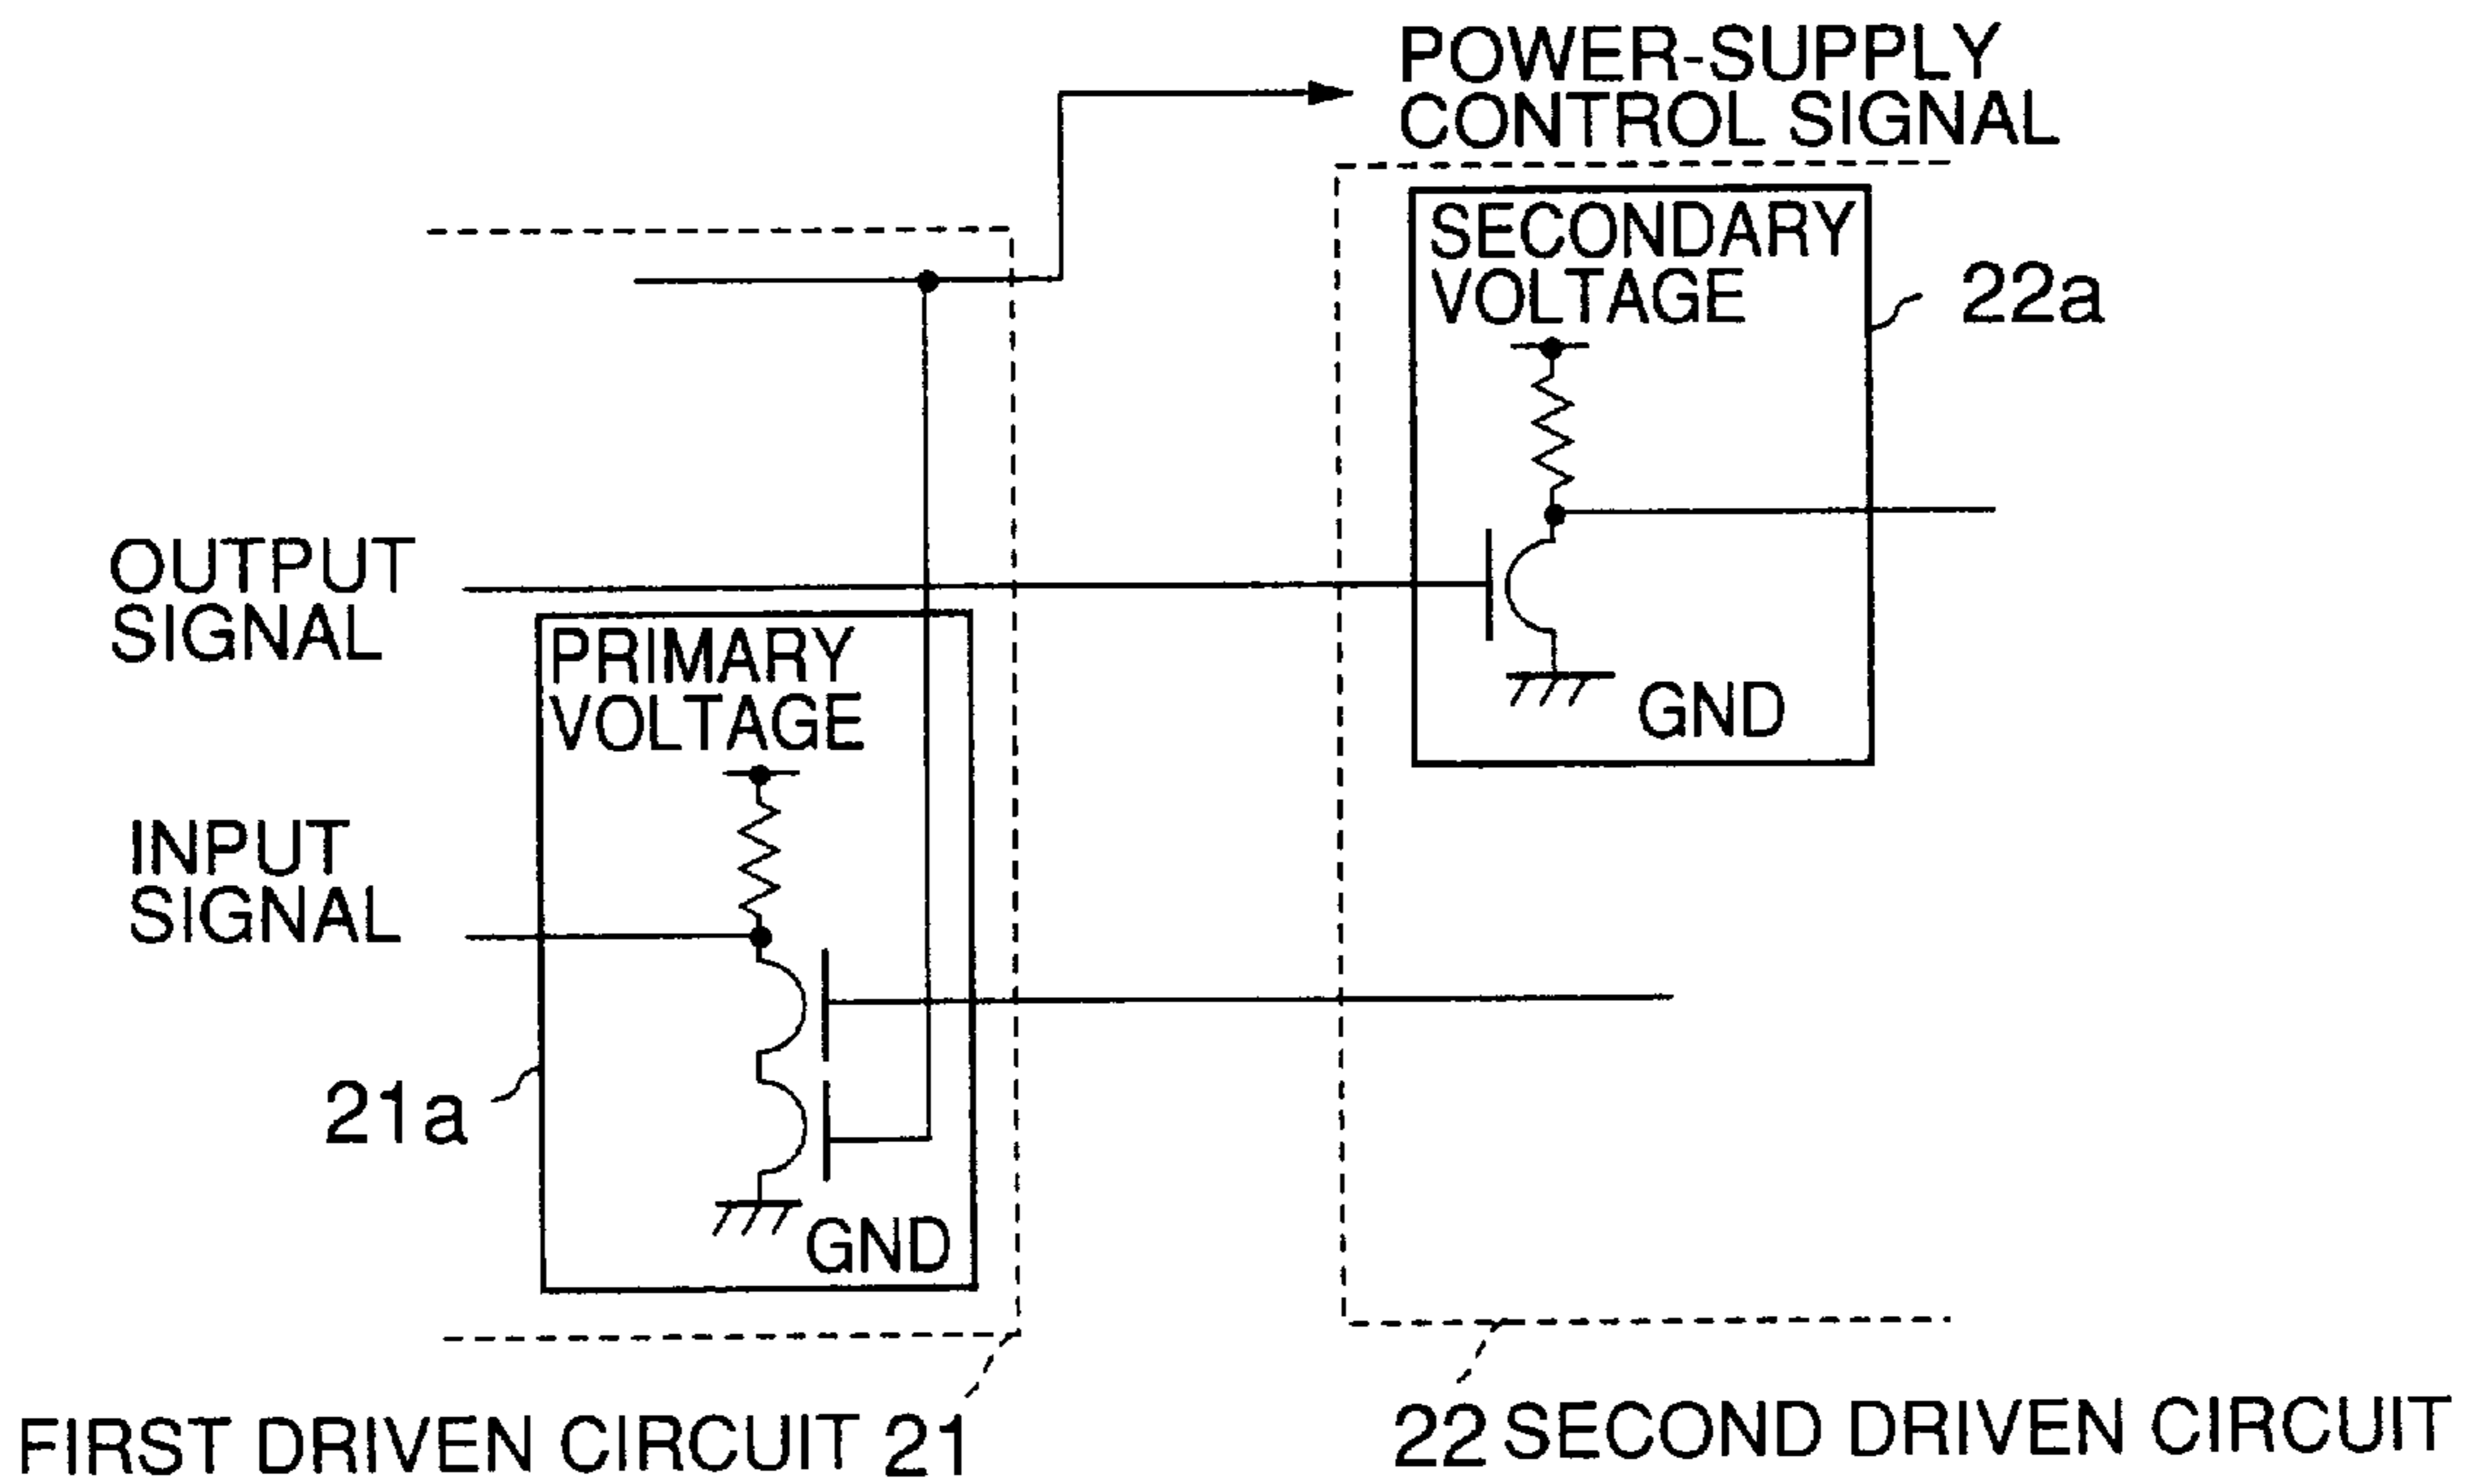 POWER-SUPPLY
CONTROL SIGNAL
SECONDARY
VOLTAGE
22a
OUTPUT
SIGNAL
PRIMARY
VOLTAGE
GND
INPUT
SIGNAL
21a
GND
FIRST DRIVEN CIRCUIT 21
22 SECOND DRIVEN CIRCUIT